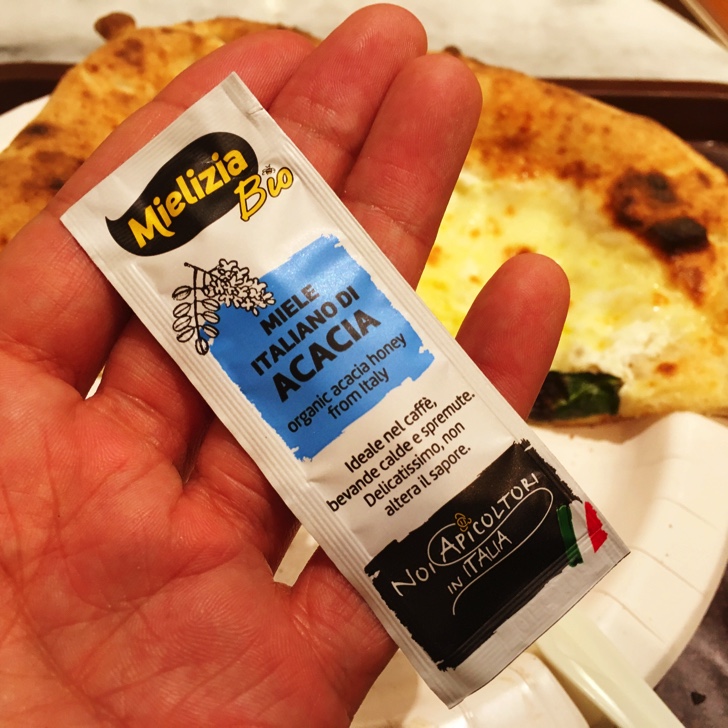 Mielizia
Bio
MIELE
ITALIANO DI
ACACIA
organic acacia honey
from Italy
Ideale nel caffè,
bevande calde e spremute.
Delicatissimo, non
altera il sapore.
NOI APICOLTORI
IN ITALIA